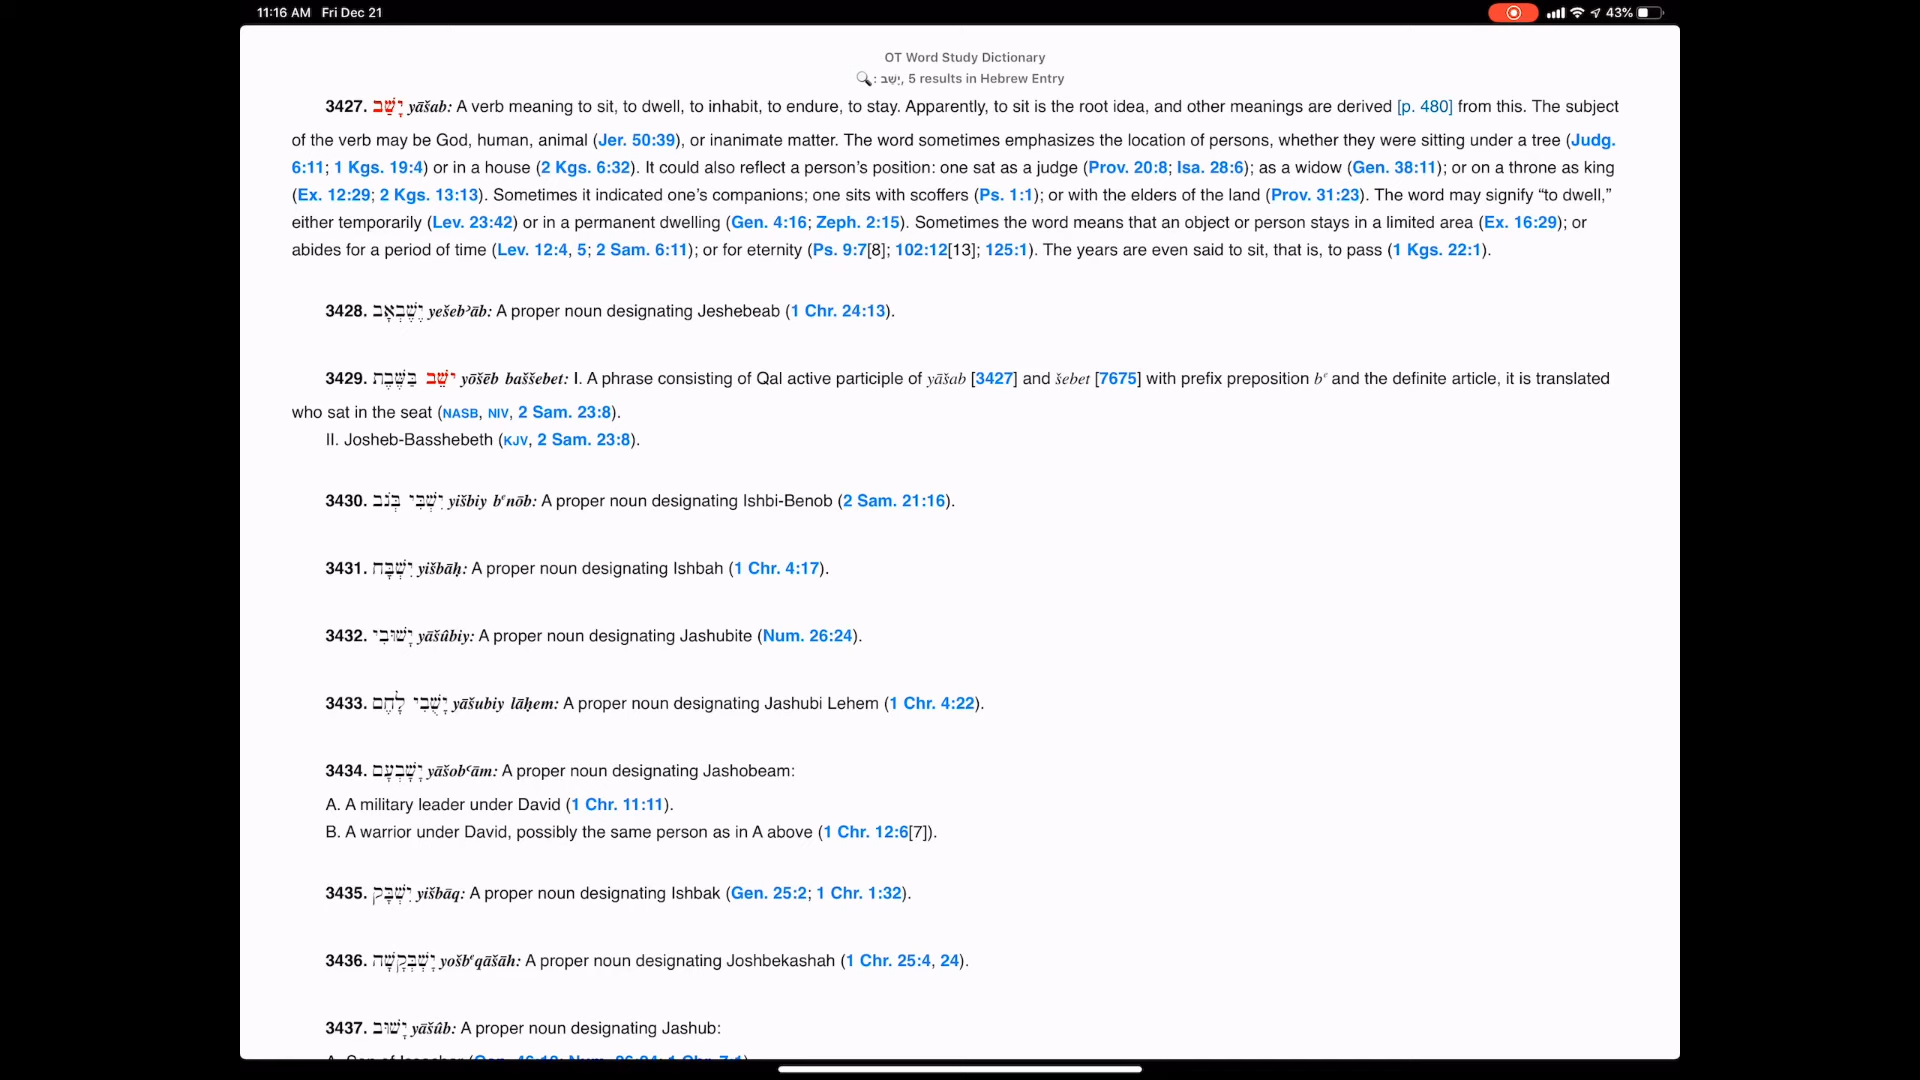 11:16 AM Fri Dec 21
43%
OT Word Study Dictionary
: ישׁב, 5 results in Hebrew Entry
3427. יָשַׁב yāšab: A verb meaning to sit, to dwell, to inhabit, to endure, to stay. Apparently, to sit is the root idea, and other meanings are derived [p. 480] from this. The subject
of the verb may be God, human, animal (Jer. 50:39), or inanimate matter. The word sometimes emphasizes the location of persons, whether they were sitting under a tree (Judg.
6:11; 1 Kgs. 19:4) or in a house (2 Kgs. 6:32). It could also reflect a person’s position: one sat as a judge (Prov. 20:8; Isa. 28:6); as a widow (Gen. 38:11); or on a throne as king
(Ex. 12:29; 2 Kgs. 13:13). Sometimes it indicated one’s companions; one sits with scoffers (Ps. 1:1); or with the elders of the land (Prov. 31:23). The word may signify “to dwell,”
either temporarily (Lev. 23:42) or in a permanent dwelling (Gen. 4:16; Zeph. 2:15). Sometimes the word means that an object or person stays in a limited area (Ex. 16:29); or
abides for a period of time (Lev. 12:4, 5; 2 Sam. 6:11); or for eternity (Ps. 9:7[8]; 102:12[13]; 125:1). The years are even said to sit, that is, to pass (1 Kgs. 22:1).
3428. יֶשֶׁבְאָב yešebʾāb: A proper noun designating Jeshebeab (1 Chr. 24:13).
3429. יֹשֵׁב בַּשֶּׁבֶת yōšēb baššebet: I. A phrase consisting of Qal active participle of yāšab [3427] and šebet [7675] with prefix preposition bᵉ and the definite article, it is translated
who sat in the seat (NASB, NIV, 2 Sam. 23:8).
II. Josheb-Basshebeth (KJV, 2 Sam. 23:8).
3430. יִשְׁבִּי בְּנֹב yišbiy bᵉnōb: A proper noun designating Ishbi-Benob (2 Sam. 21:16).
3431. יִשְׁבָּח yišbāḥ: A proper noun designating Ishbah (1 Chr. 4:17).
3432. יָשׁוּבִי yāšûbiy: A proper noun designating Jashubite (Num. 26:24).
3433. יָשֻׁבִי לָחֶם yāšubiy lāḥem: A proper noun designating Jashubi Lehem (1 Chr. 4:22).
3434. יָשָׁבְעָם yāšobʿām: A proper noun designating Jashobeam:
A. A military leader under David (1 Chr. 11:11).
B. A warrior under David, possibly the same person as in A above (1 Chr. 12:6[7]).
3435. יִשְׁבָּק yišbāq: A proper noun designating Ishbak (Gen. 25:2; 1 Chr. 1:32).
3436. יָשְׁבְּקָשָׁה yošbᵉqāšāh: A proper noun designating Joshbekashah (1 Chr. 25:4, 24).
3437. יָשׁוּב yāšûb: A proper noun designating Jashub:
A. Son of Issachar (Gen. 46:13; Num. 26:24; 1 Chr. 7:1)